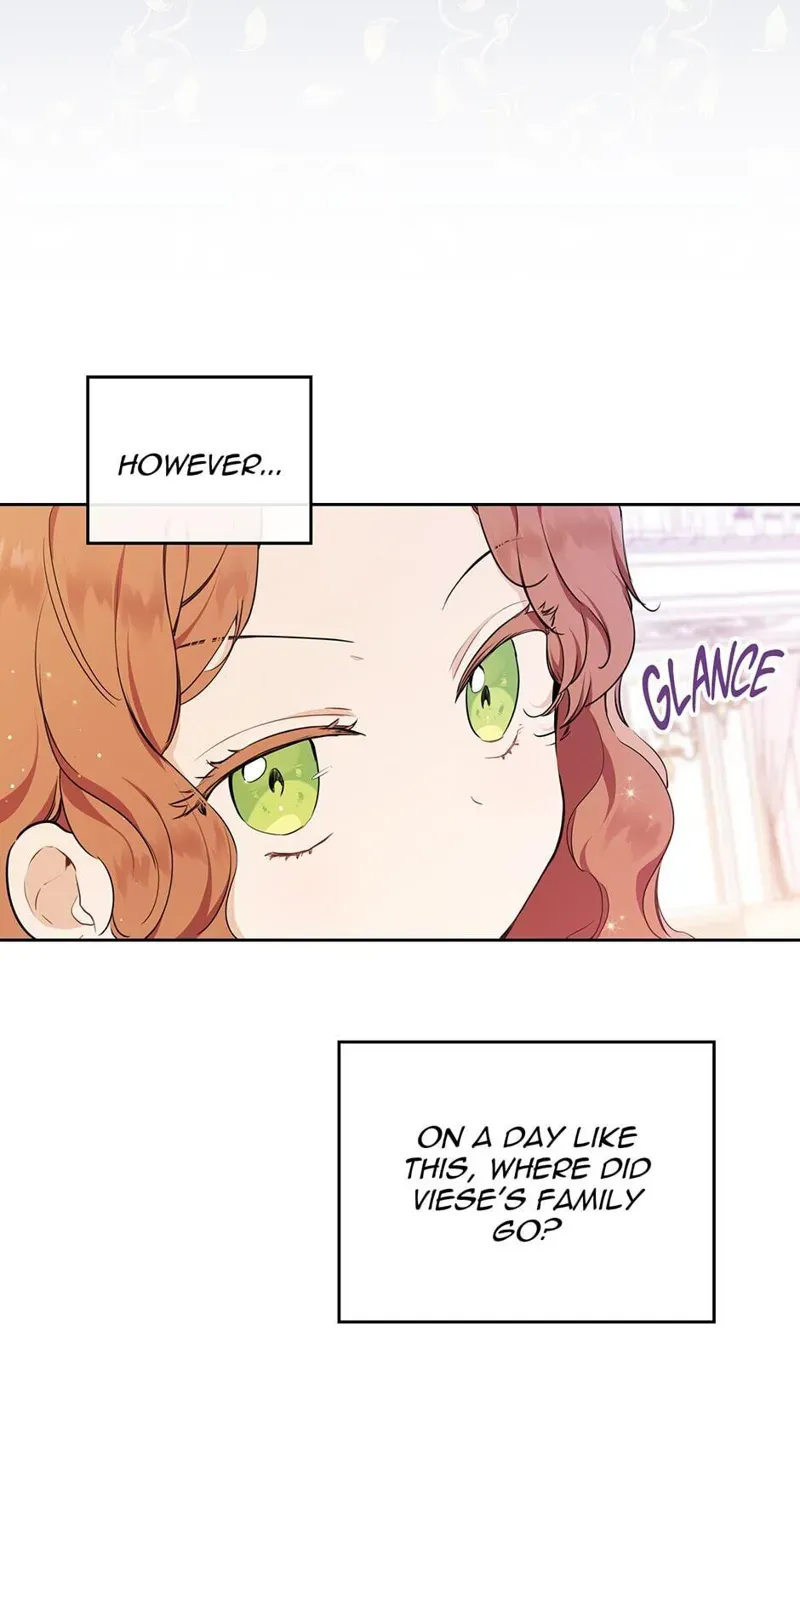 HOWEVER...
GLANCE
ON A DAY LIKE
THIS, WHERE DID
VIESE'S FAMILY
GO?